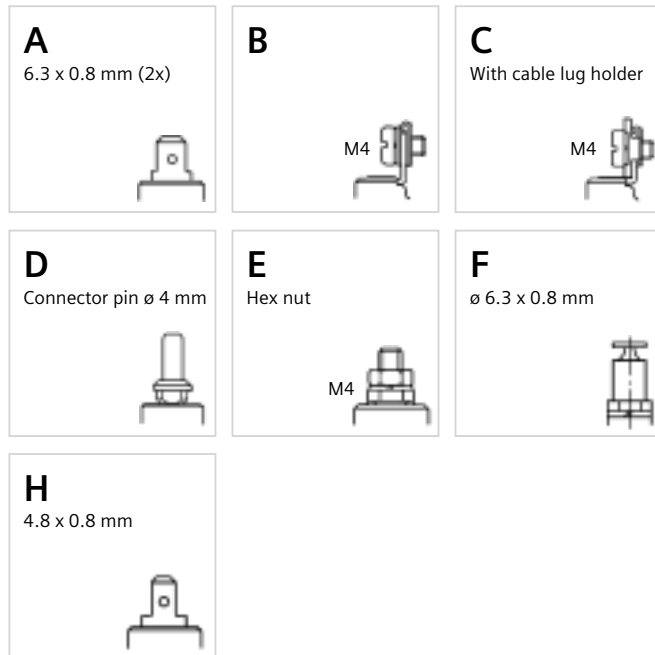 A
6.3 x 0.8 mm (2x)
M4
B
M4
C
With cable lug holder
D
Connector pin ø 4 mm
E
Hex nut
M4
F
ø 6.3 x 0.8 mm
H
4.8 x 0.8 mm